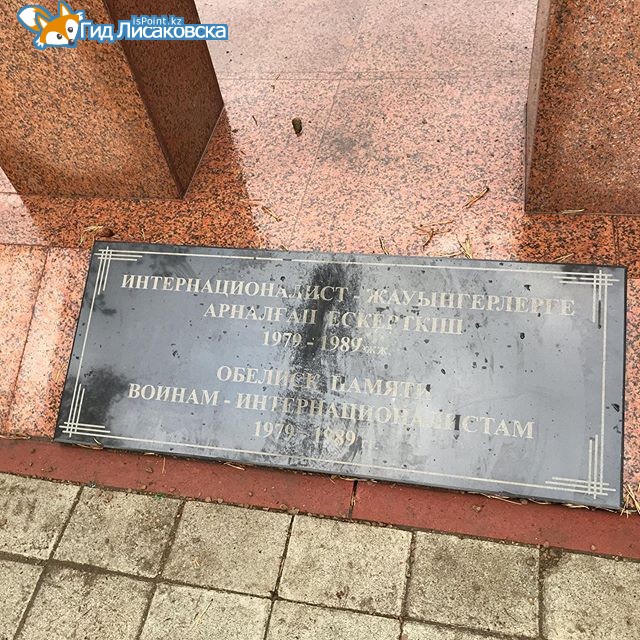 IsPoint.kz
Гид Лисаковска
ИНТЕРНАЦИОНАЛИСТ - ЖАУЫНГЕРЛЕРГЕ
АРНАЛҒАН ЕСКЕРТКІШ
1979 - 1989 жж.
ОБЕЛИСК ПАМЯТИ
ВОИНАМ - ИНТЕРНАЦИОНАЛИСТАМ
1979 - 1989 г.